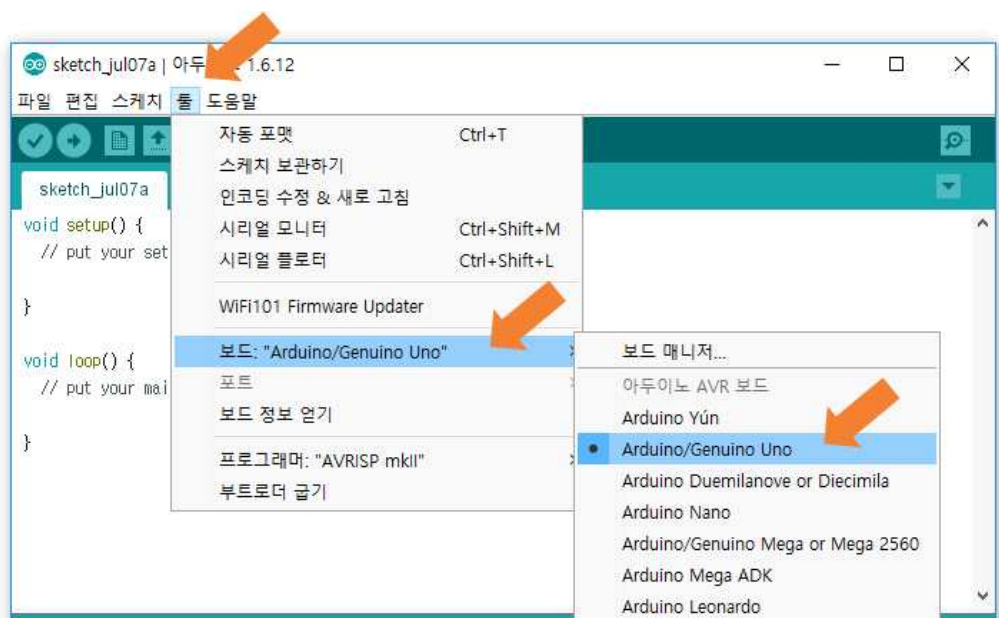 sketch_jul07a | 아두 1.6.12
파일 편집 스케치 툴 도움말
자동 포맷 Ctrl+T
스케치 보관하기
인코딩 수정 & 새로 고침
시리얼 모니터 Ctrl+Shift+M
시리얼 플로터 Ctrl+Shift+L
WiFi101 Firmware Updater
보드: "Arduino/Genuino Uno"
포트
보드 정보 얻기
프로그래머: "AVRISP mkII"
부트로더 굽기
sketch_jul07a
void setup() {
// put your set
}
void loop() {
// put your mai
}
보드 매니저...
아두이노 AVR 보드
Arduino Yún
Arduino/Genuino Uno
Arduino Duemilanove or Diecimila
Arduino Nano
Arduino/Genuino Mega or Mega 2560
Arduino Mega ADK
Arduino Leonardo